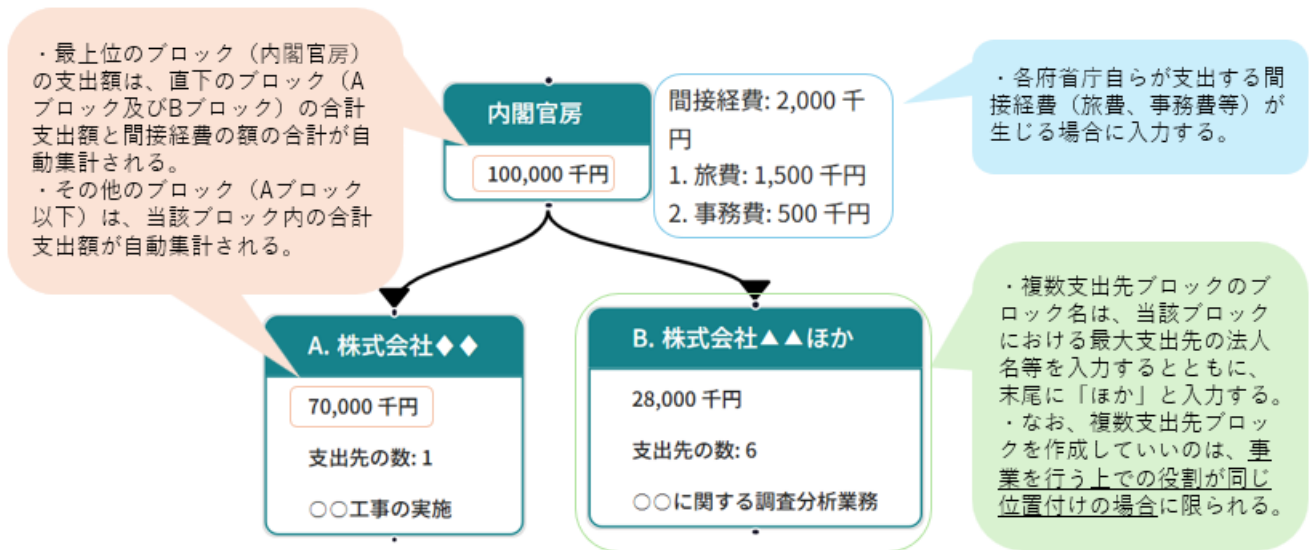 ・最上位のブロック（内閣官房）
の支出額は、直下のブロック（A
ブロック及びBブロック）の合計
支出額と間接経費の額の合計が自
動集計される。
・その他のブロック（Aブロック
以下）は、当該ブロック内の合計
支出額が自動集計される。
内閣官房
100,000 千円
間接経費: 2,000 千
円
1. 旅費: 1,500 千円
2. 事務費: 500 千円
・各府省庁自らが支出する間
接経費（旅費、事務費等）が
生じる場合に入力する。
A. 株式会社◆◆
70,000 千円
支出先の数: 1
○○工事の実施
B. 株式会社▲▲ほか
28,000 千円
支出先の数: 6
○○に関する調査分析業務
・複数支出先ブロックのブ
ロック名は、当該ブロック
における最大支出先の法人
名等を入力するとともに、
末尾に「ほか」と入力する。
・なお、複数支出先ブロッ
クを作成していいのは、事
業を行う上での役割が同じ
位置付けの場合に限られる。